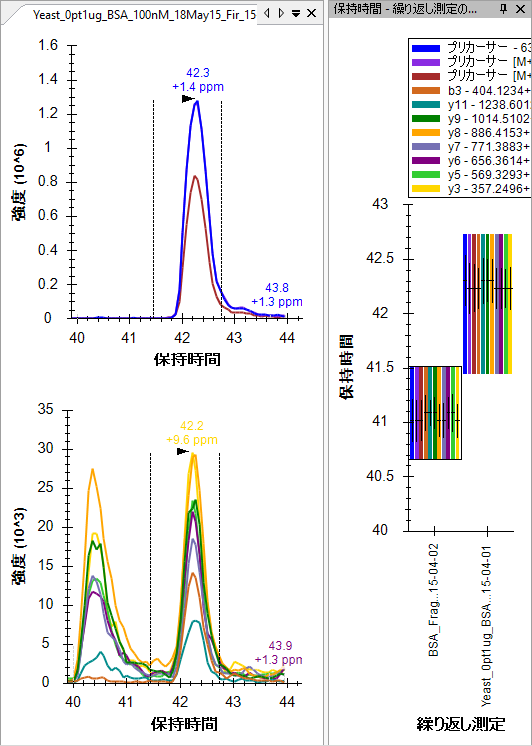 Yeast_0pt1ug_BSA_100nM_18May15_Fir_15
42.3
+1.4 ppm
43.8
+1.3 ppm
1.6
1.4
1.2
1
0.8
0.6
0.4
0.2
0
強度 (10^6)
40 41 42 43 44
保持時間
42.2
+9.6 ppm
43.9
+1.3 ppm
35
30
25
20
15
10
5
0
強度 (10^3)
40 41 42 43 44
保持時間
保持時間 - 繰り返し測定の...
プリカーサー - 63
プリカーサー [M+
プリカーサー [M+
b3 - 404.1234+
y11 - 1238.601
y9 - 1014.5102
y8 - 886.4153+
y7 - 771.3883+
y6 - 656.3614+
y5 - 569.3293+
y3 - 357.2496+
43
42.5
42
41.5
41
40.5
40
保持時間
BSA_Frag...15-04-02
Yeast_0pt1ug_BSA...15-04-01
繰り返し測定